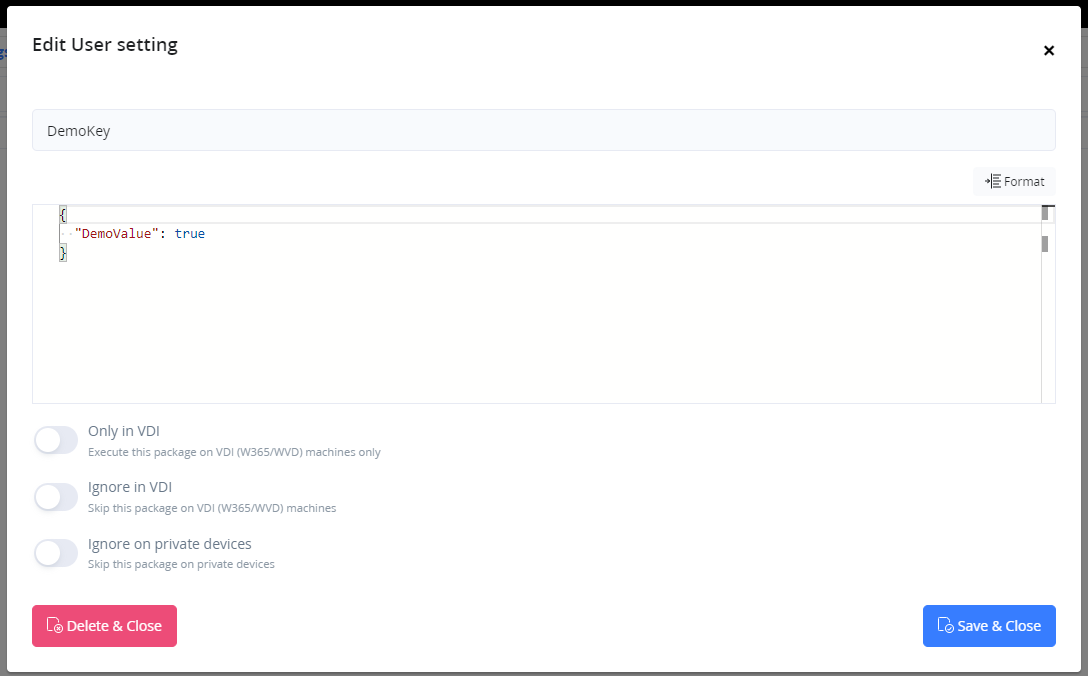 Edit User setting
DemoKey
Format
{
"DemoValue": true
}
Only in VDI
Execute this package on VDI (W365/WVD) machines only
Ignore in VDI
Skip this package on VDI (W365/WVD) machines
Ignore on private devices
Skip this package on private devices
Delete & Close
Save & Close